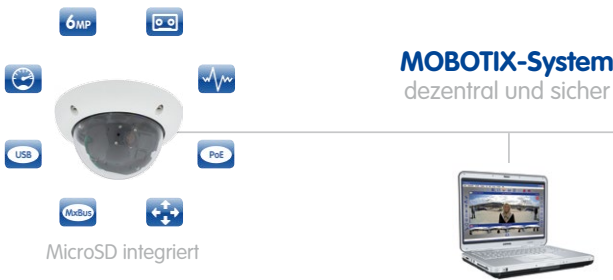 6MP
MOBOTIX-System
dezentral und sicher
USB
PoE
MxBus
MicroSD integriert